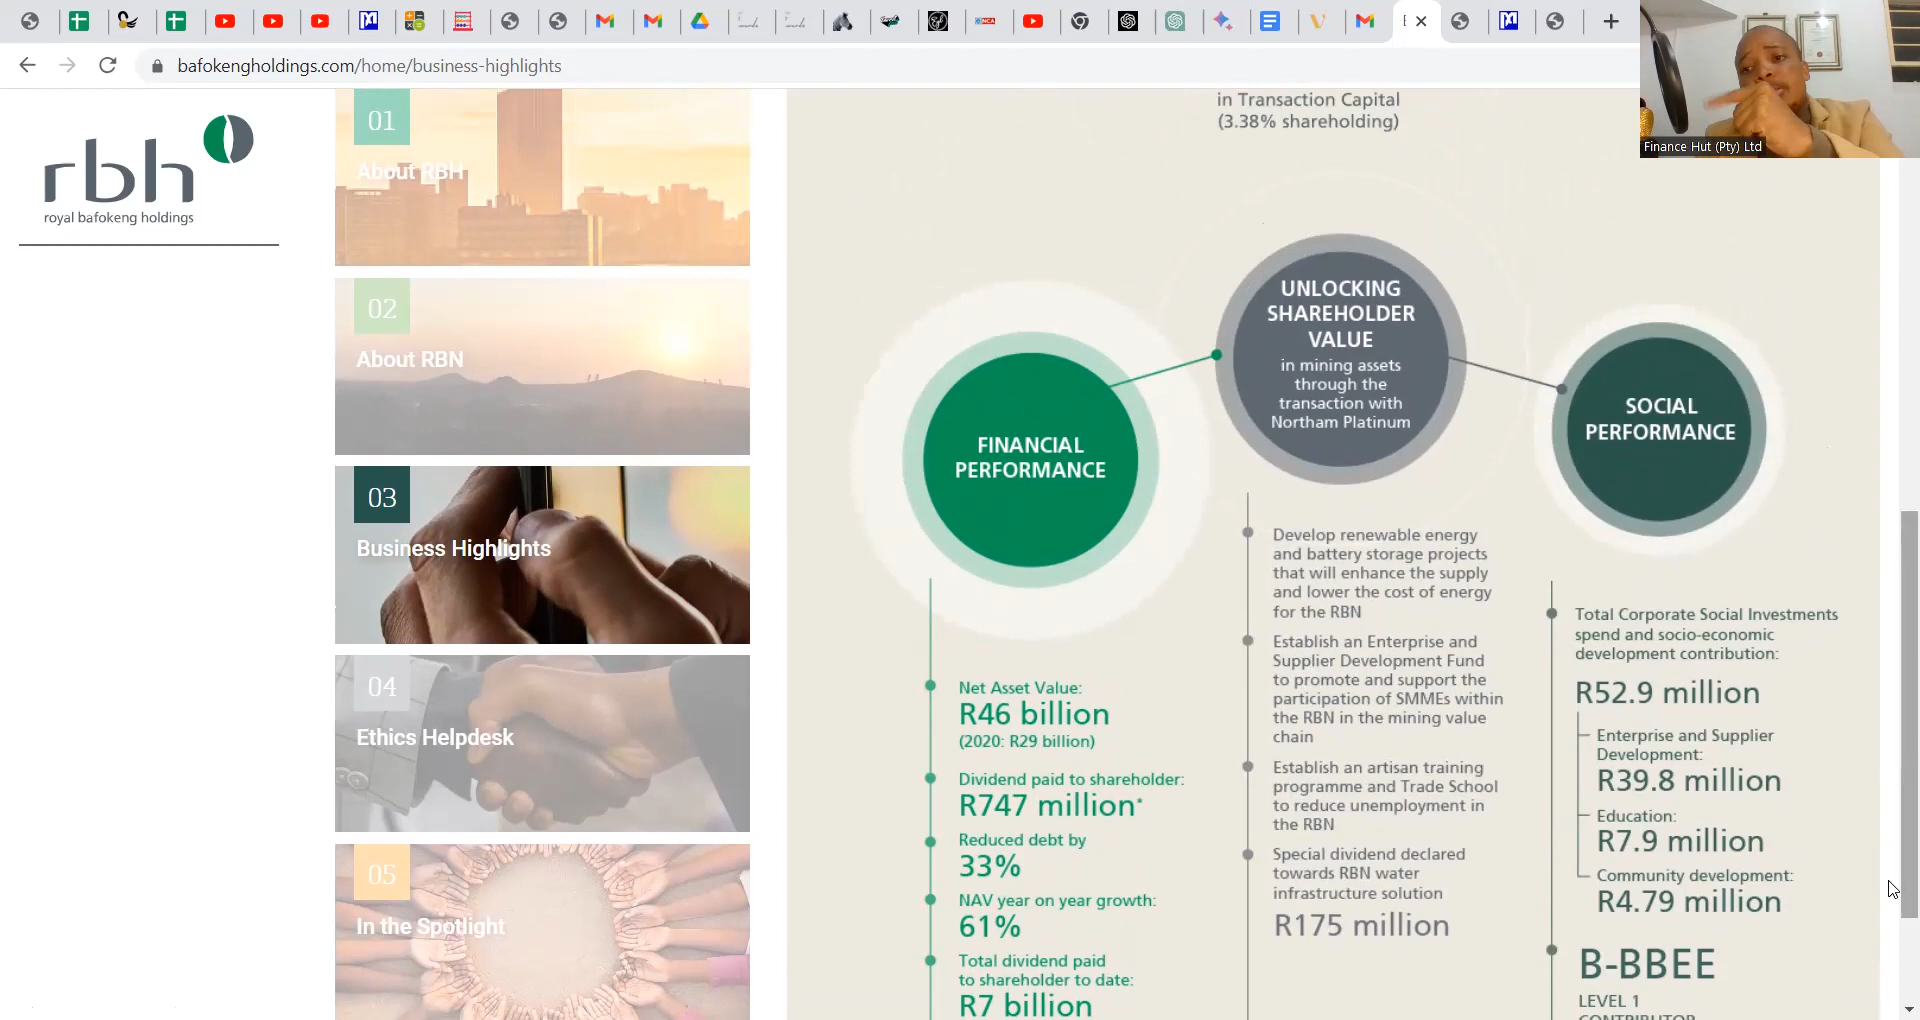 bafokengholdings.com/home/business-highlights
Finance Hut (Pty) Ltd
rbh
royal bafokeng holdings
01
About RBH
02
About RBN
03
Business Highlights
04
Ethics Helpdesk
05
In the Spotlight
in Transaction Capital
(3.38% shareholding)
FINANCIAL
PERFORMANCE
Net Asset Value:
R46 billion
(2020: R29 billion)
Dividend paid to shareholder:
R747 million*
Reduced debt by
33%
NAV year on year growth:
61%
Total dividend paid
to shareholder to date:
R7 billion
UNLOCKING
SHAREHOLDER
VALUE
in mining assets
through the
transaction with
Northam Platinum
Develop renewable energy
and battery storage projects
that will enhance the supply
and lower the cost of energy
for the RBN
Establish an Enterprise and
Supplier Development Fund
to promote and support the
participation of SMMEs within
the RBN in the mining value
chain
Establish an artisan training
programme and Trade School
to reduce unemployment in
the RBN
Special dividend declared
towards RBN water
infrastructure solution
R175 million
SOCIAL
PERFORMANCE
Total Corporate Social Investments
spend and socio-economic
development contribution:
R52.9 million
Enterprise and Supplier
Development:
R39.8 million
Education:
R7.9 million
Community development:
R4.79 million
B-BBEE
LEVEL 1
CONTRIBUTOR